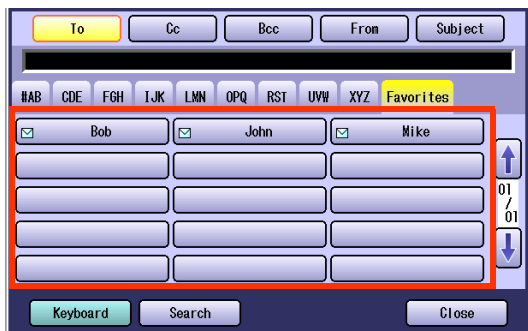 To Cc Bcc From Subject
#AB CDE FGH IJK LMN OPQ RST UVW XYZ Favorites
Bob John Mike
01
/
01
Keyboard Search Close